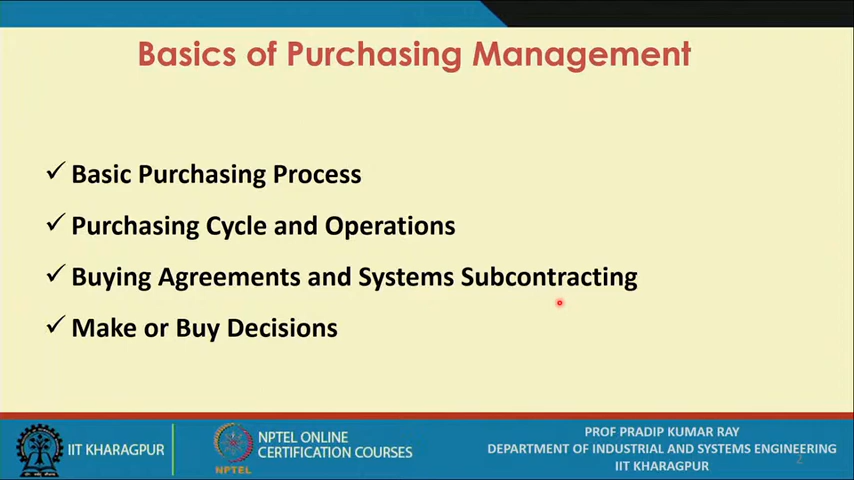 Basics of Purchasing Management
✓ Basic Purchasing Process
✓ Purchasing Cycle and Operations
✓ Buying Agreements and Systems Subcontracting
✓ Make or Buy Decisions
IIT KHARAGPUR
NPTEL
NPTEL ONLINE
CERTIFICATION COURSES
PROF PRADIP KUMAR RAY
DEPARTMENT OF INDUSTRIAL AND SYSTEMS ENGINEERING
IIT KHARAGPUR
2